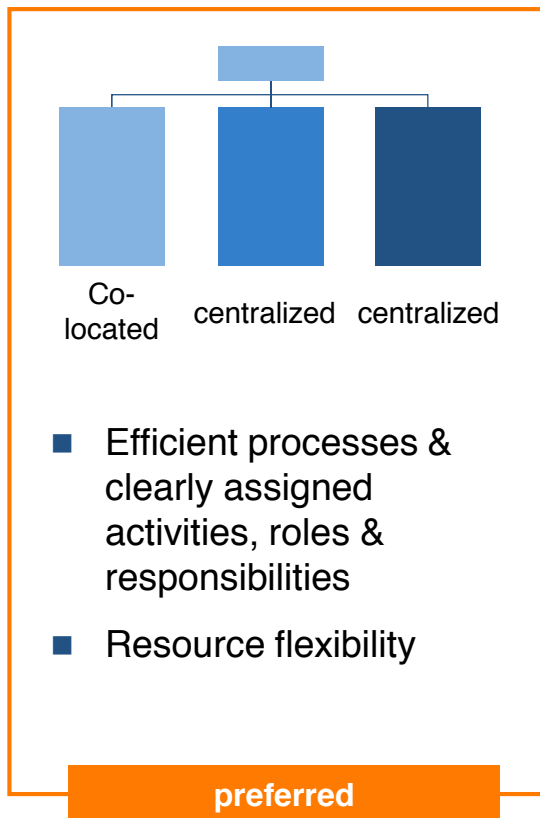 Co-
located
centralized
centralized
Efficient processes &
clearly assigned
activities, roles &
responsibilities
Resource flexibility
preferred